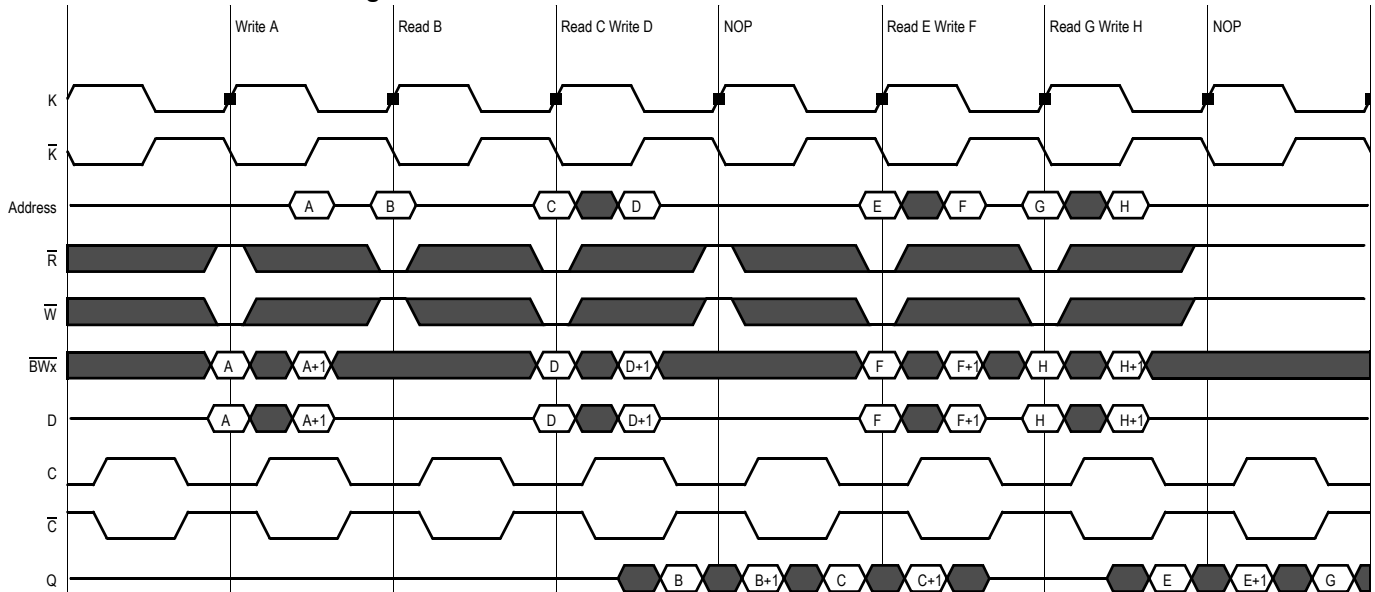 Write A Read B Read C Write D NOP Read E Write F Read G Write H NOP
K
K̅
Address A B C D E F G H
R̅
W̅
B̅W̅x̅ A A+1 D D+1 F F+1 H H+1
D A A+1 D D+1 F F+1 H H+1
C
C̅
Q B B+1 C C+1 E E+1 G